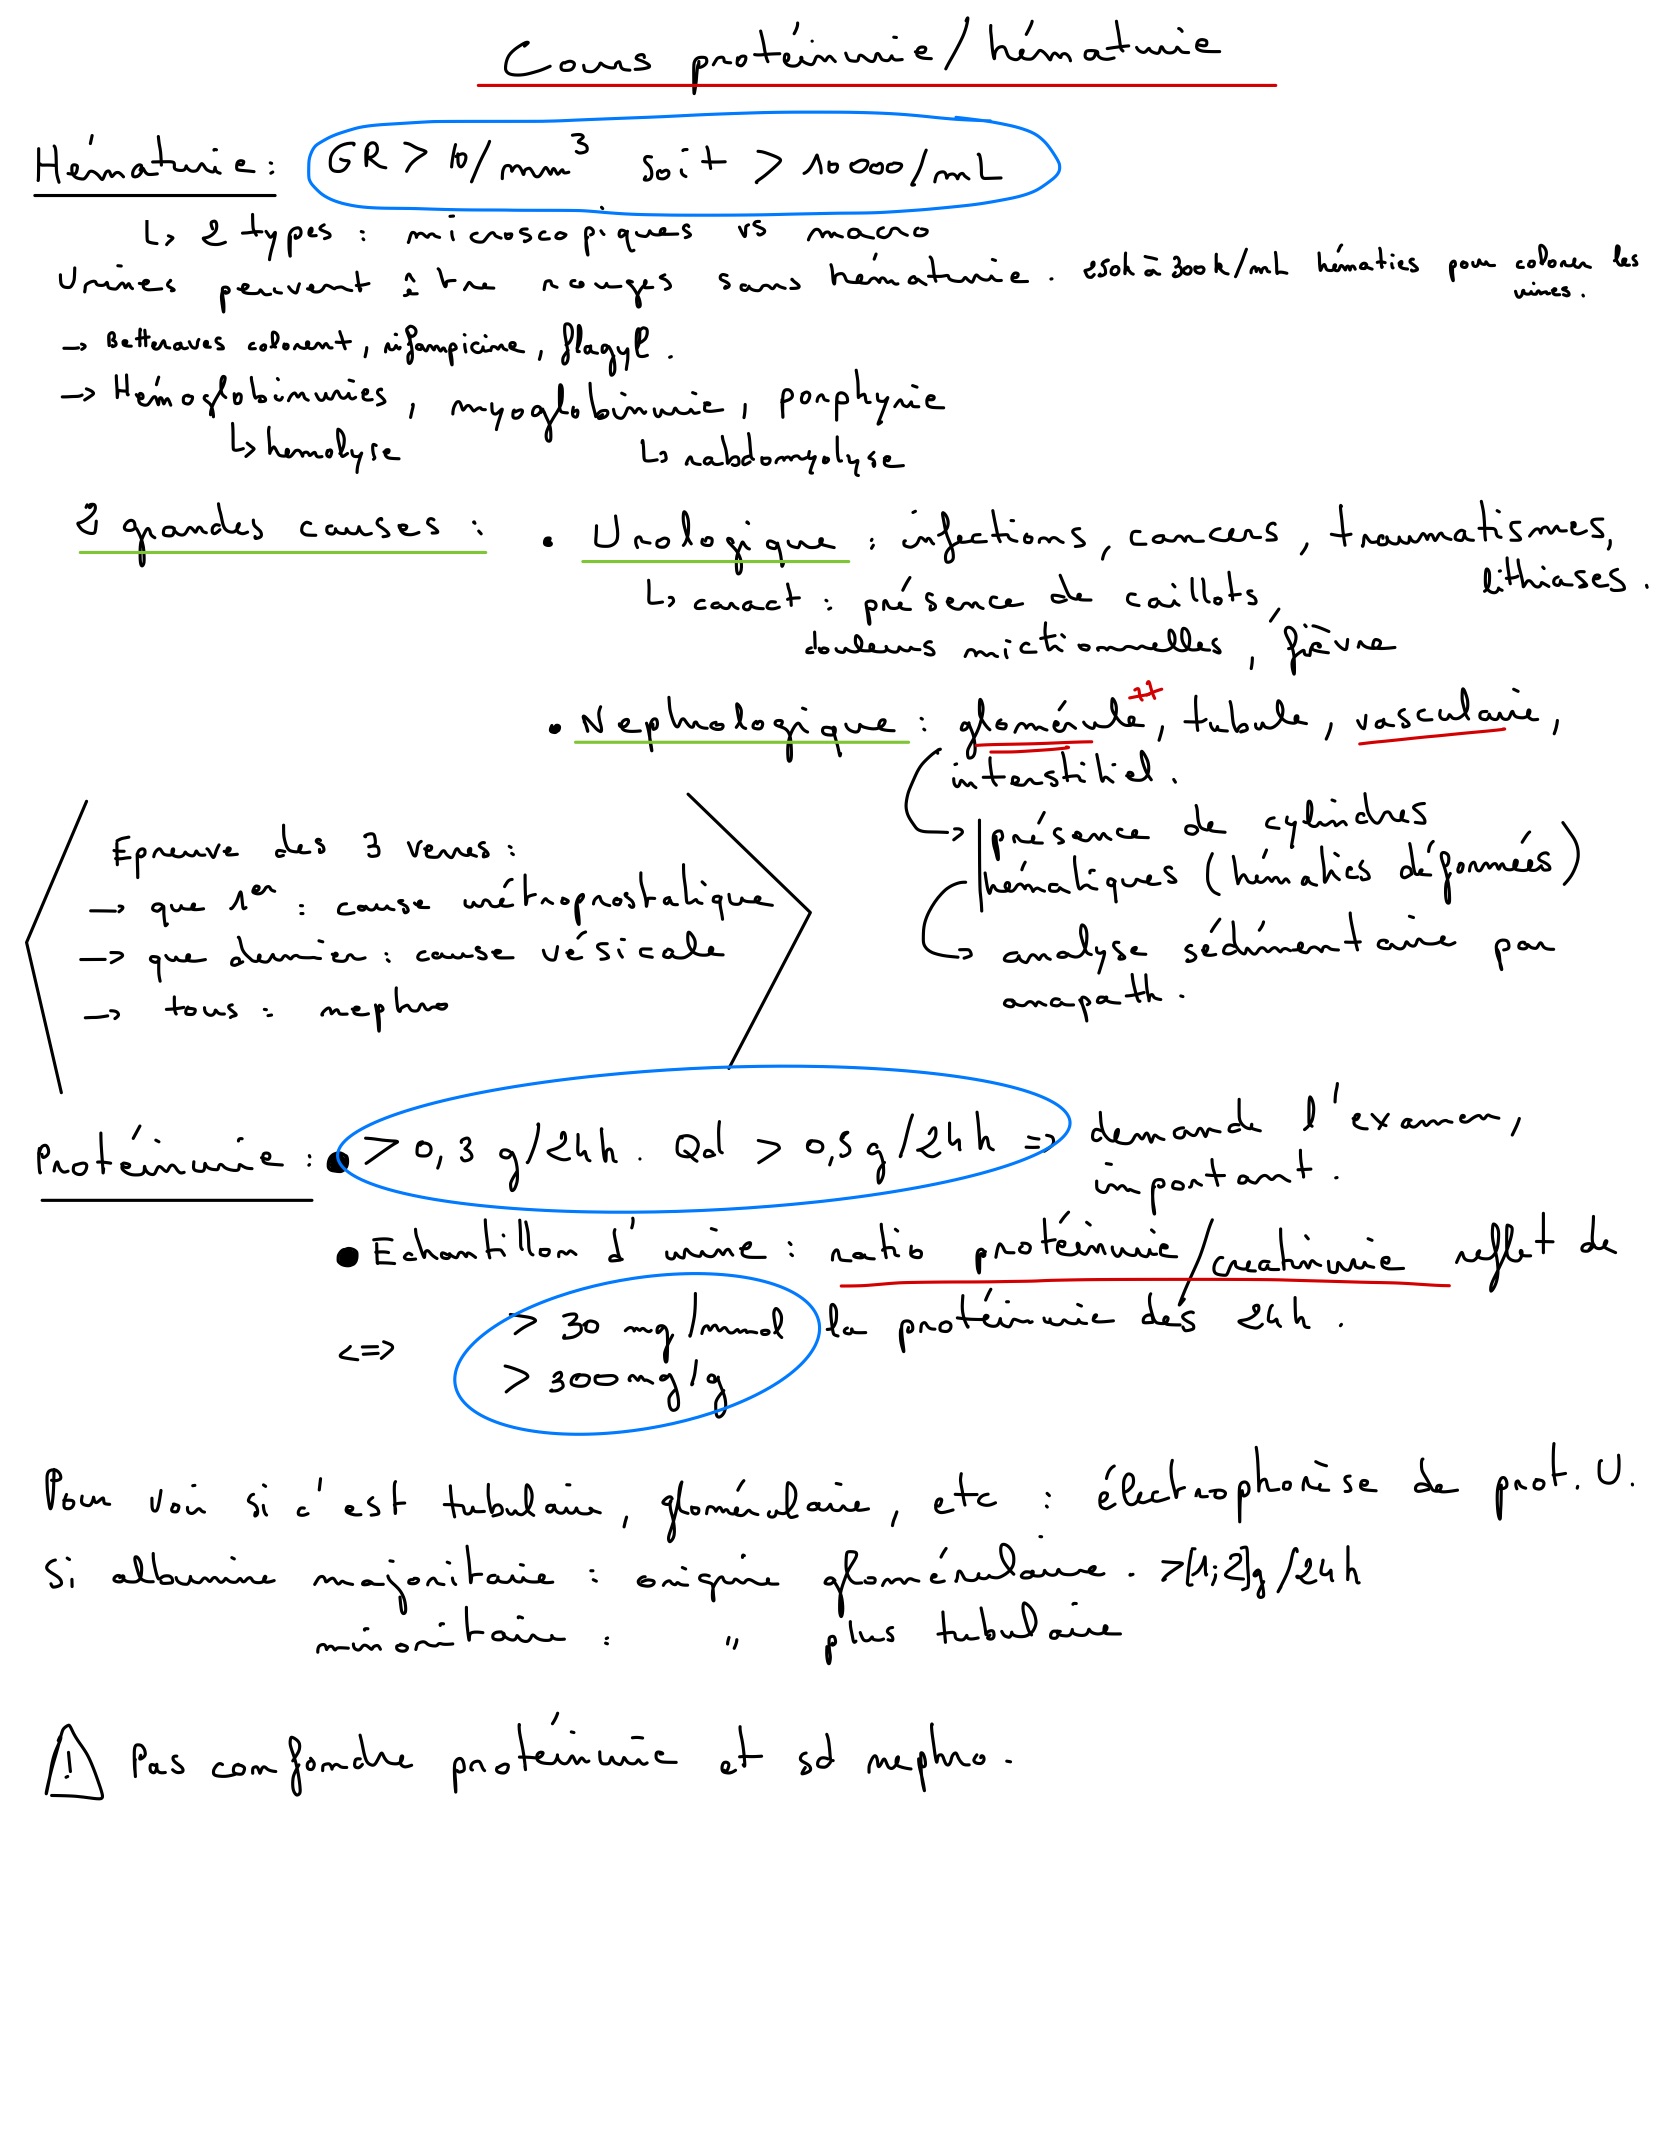 Cours protéinurie/hématurie
Hématurie : GR > 10/mm³ soit > 10 000/mL
↳ 2 types : microscopiques vs macro
Urines peuvent être rouges sans hématurie. 250k à 300k/mL hématies pour colorer les
urines.
→ Betteraves colorent, rifampicine, flagyl.
→ Hémoglobinuries, myoglobinurie, porphyrie
↳ hemolyse ↳ rabdomyolyse
2 grandes causes : • Urologique : infections, cancers, traumatismes,
lithiases.
↳ caract : présence de caillots,
douleurs mictionnelles, fièvre
• Nephrologique : glomérule, tubule, vasculaire,
interstitiel.
→ présence de cylindres
hématiques (hématies déformées)
→ analyse sédimentaire par
anapath.
Epreuve des 3 verres :
→ que 1er : cause urétroprostatique
→ que dernier : cause vésicale
→ tous : nephro
Protéinurie : • > 0,3 g/24h. Qd > 0,5 g/24h => demande l'examen,
important.
• Echantillon d'urine : ratio protéinurie/creatinurie reflet de
la protéinurie des 24h.
<=> > 30 mg/mmol
> 300mg/g
Pour voir si c'est tubulaire, glomérulaire, etc : électrophorèse de prot. U.
Si albumine majoritaire : origine glomérulaire. >[1;2]g/24h
minoritaire : " plus tubulaire
⚠ Pas confondre protéinurie et sd nephro.